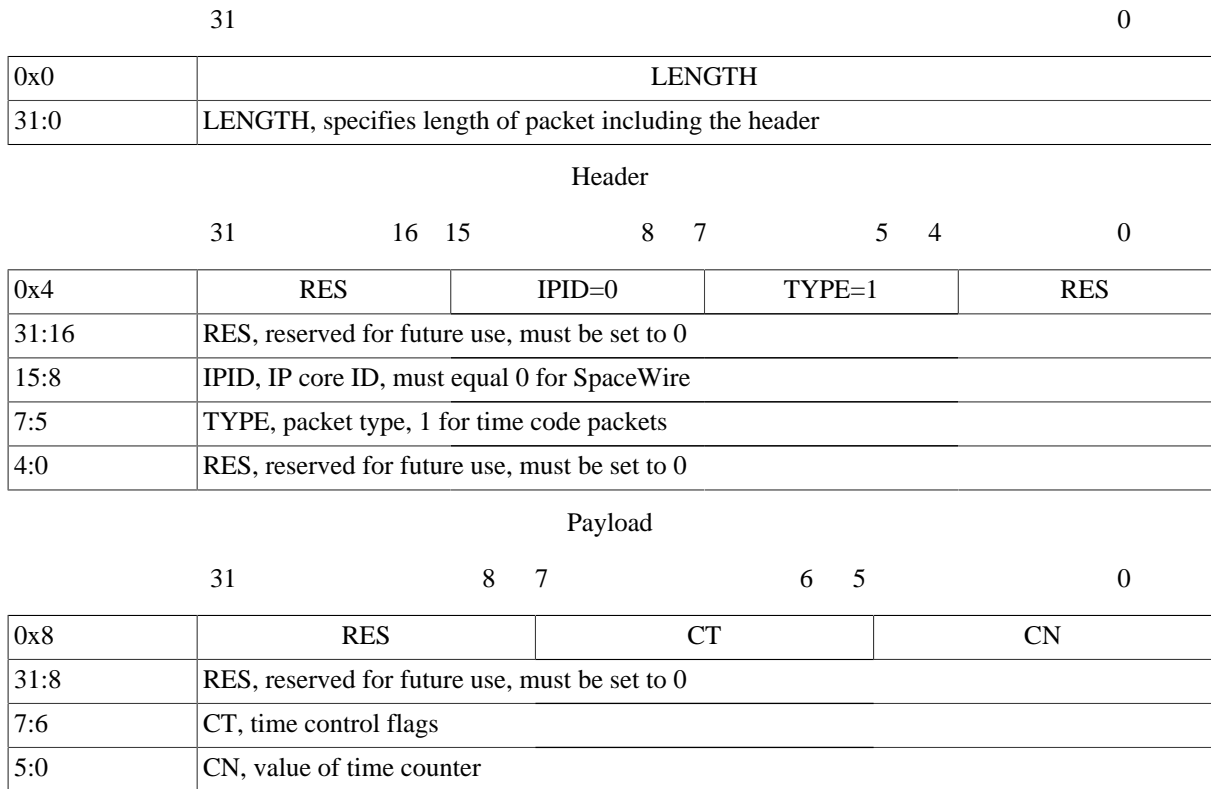 31 0
0x0 LENGTH
31:0 LENGTH, specifies length of packet including the header
Header
31 16 15 8 7 5 4 0
0x4 RES IPID=0 TYPE=1 RES
31:16 RES, reserved for future use, must be set to 0
15:8 IPID, IP core ID, must equal 0 for SpaceWire
7:5 TYPE, packet type, 1 for time code packets
4:0 RES, reserved for future use, must be set to 0
Payload
31 8 7 6 5 0
0x8 RES CT CN
31:8 RES, reserved for future use, must be set to 0
7:6 CT, time control flags
5:0 CN, value of time counter